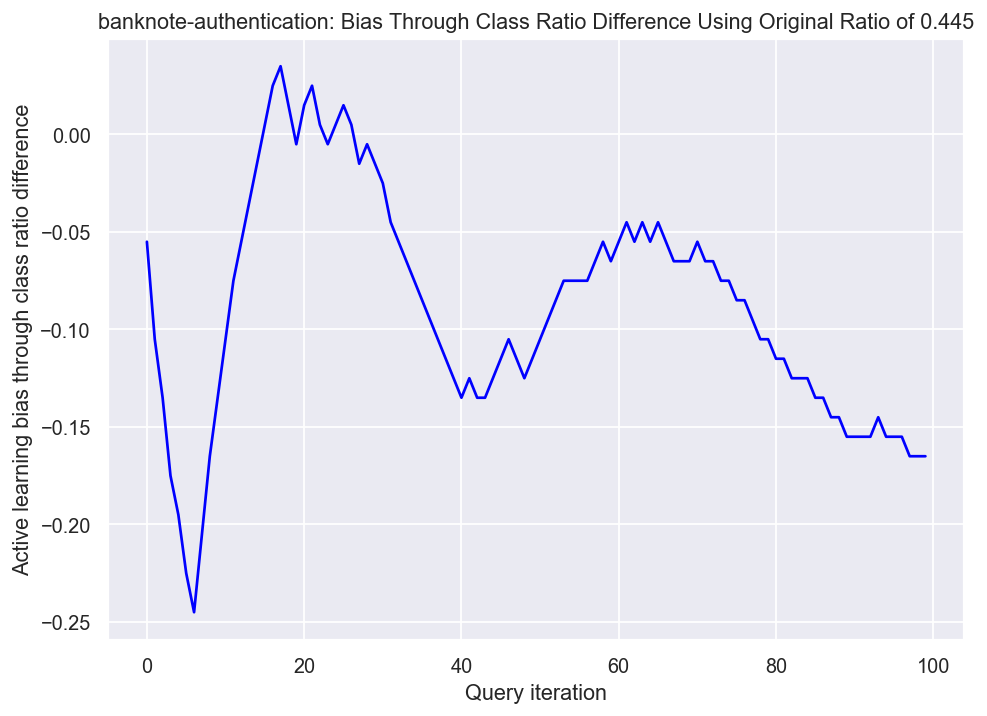 banknote-authentication: Bias Through Class Ratio Difference Using Original Ratio of 0.445
Active learning bias through class ratio difference
0.00
−0.05
−0.10
−0.15
−0.20
−0.25
0 20 40 60 80 100
Query iteration